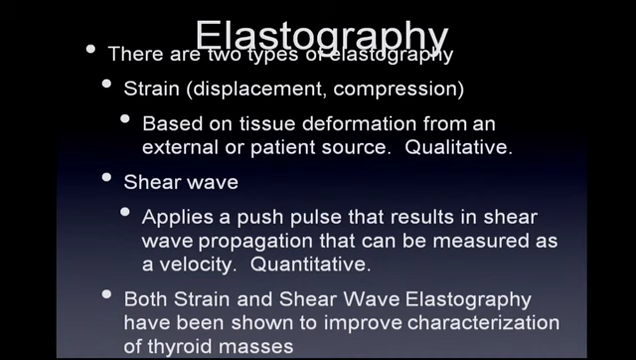 Elastography
• There are two types of elastography
• Strain (displacement, compression)
• Based on tissue deformation from an
external or patient source.  Qualitative.
• Shear wave
• Applies a push pulse that results in shear
wave propagation that can be measured as
a velocity.  Quantitative.
• Both Strain and Shear Wave Elastography
have been shown to improve characterization
of thyroid masses